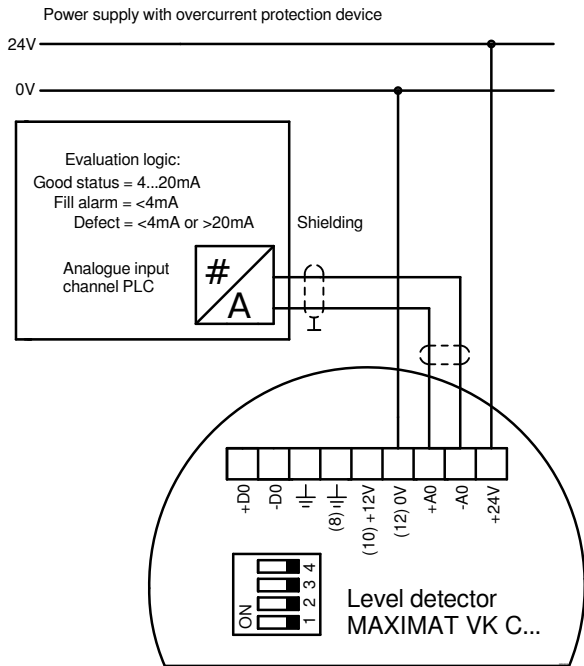 Power supply with overcurrent protection device
24V
0V
Evaluation logic:
Good status = 4...20mA
Fill alarm = <4mA
Defect = <4mA or >20mA
Shielding
Analogue input
channel PLC
#
A
+D0
-D0
(8)
(10) +12V
(12) 0V
+A0
-A0
+24V
ON
1 2 3 4
Level detector
MAXIMAT VK C...